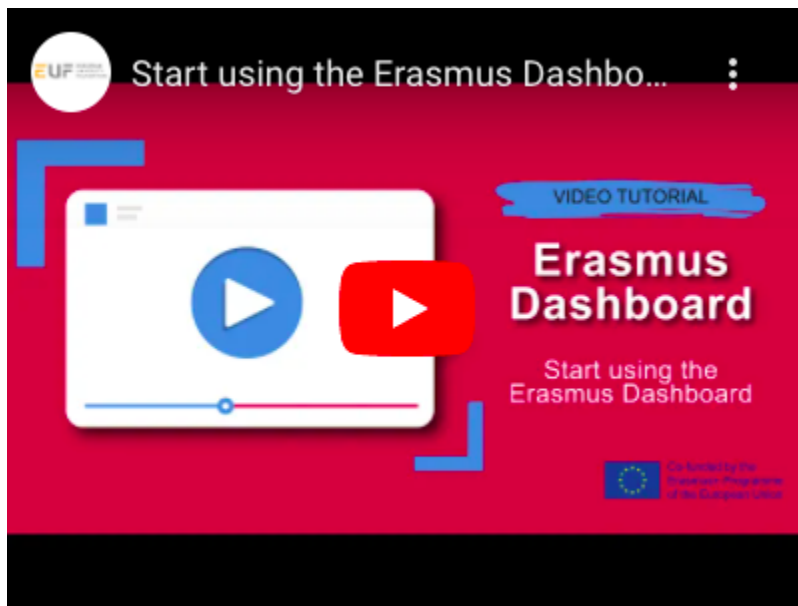 EUF
Start using the Erasmus Dashbo...
VIDEO TUTORIAL
Erasmus
Dashboard
Start using the
Erasmus Dashboard
Co-funded by the
Erasmus+ Programme
of the European Union